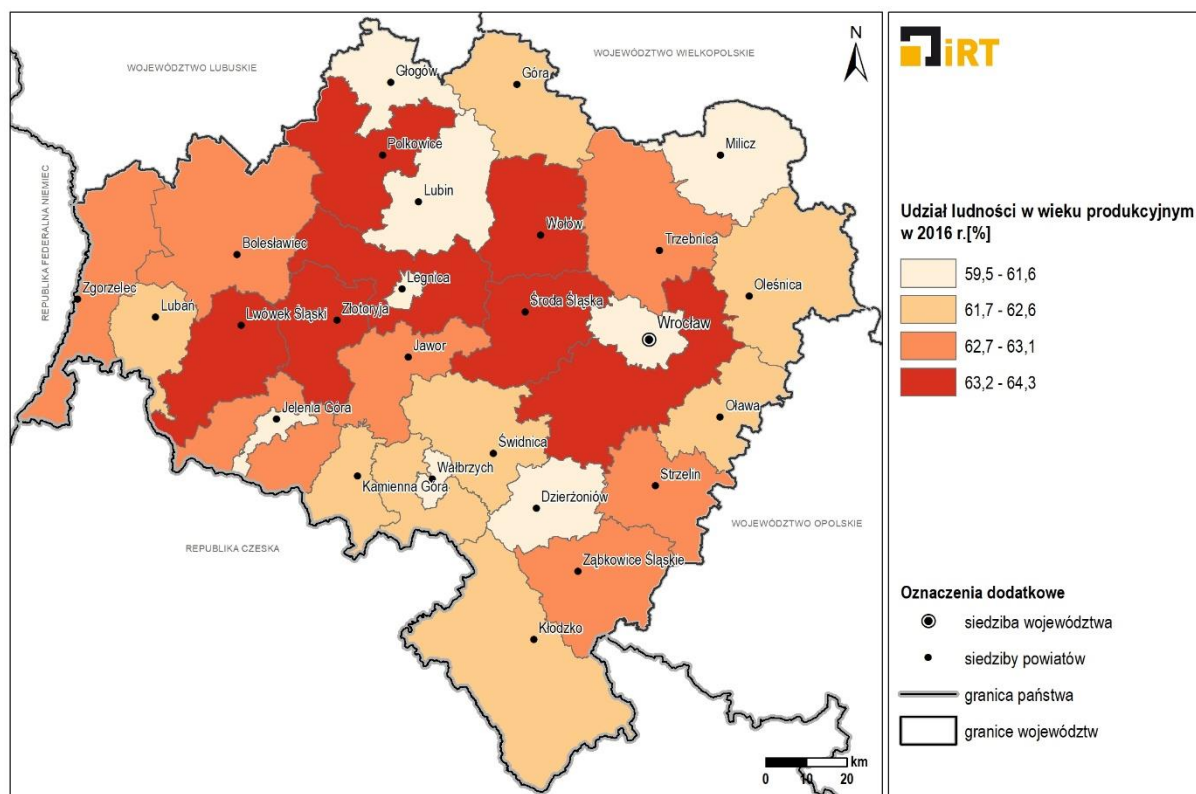 WOJEWÓDZTWO LUBUSKIE
WOJEWÓDZTWO WIELKOPOLSKIE
N
Głogów
Góra
Polkowice
Milicz
REPUBLIKA FEDERALNA NIEMIEC
Lubin
Wołów
Trzebnica
Bolesławiec
Oleśnica
Zgorzelec
Lubań
Legnica
Lwówek Śląski
Złotoryja
Środa Śląska
Wrocław
Jawor
Jelenia Góra
Oława
Świdnica
Wałbrzych
Kamienna Góra
Strzelin
Dzierżoniów
WOJEWÓDZTWO OPOLSKIE
REPUBLIKA CZESKA
Ząbkowice Śląskie
Kłodzko
km
0 10 20
iRT
Udział ludności w wieku produkcyjnym
w 2016 r.[%]
59,5 - 61,6
61,7 - 62,6
62,7 - 63,1
63,2 - 64,3
Oznaczenia dodatkowe
siedziba województwa
siedziby powiatów
granica państwa
granice województw